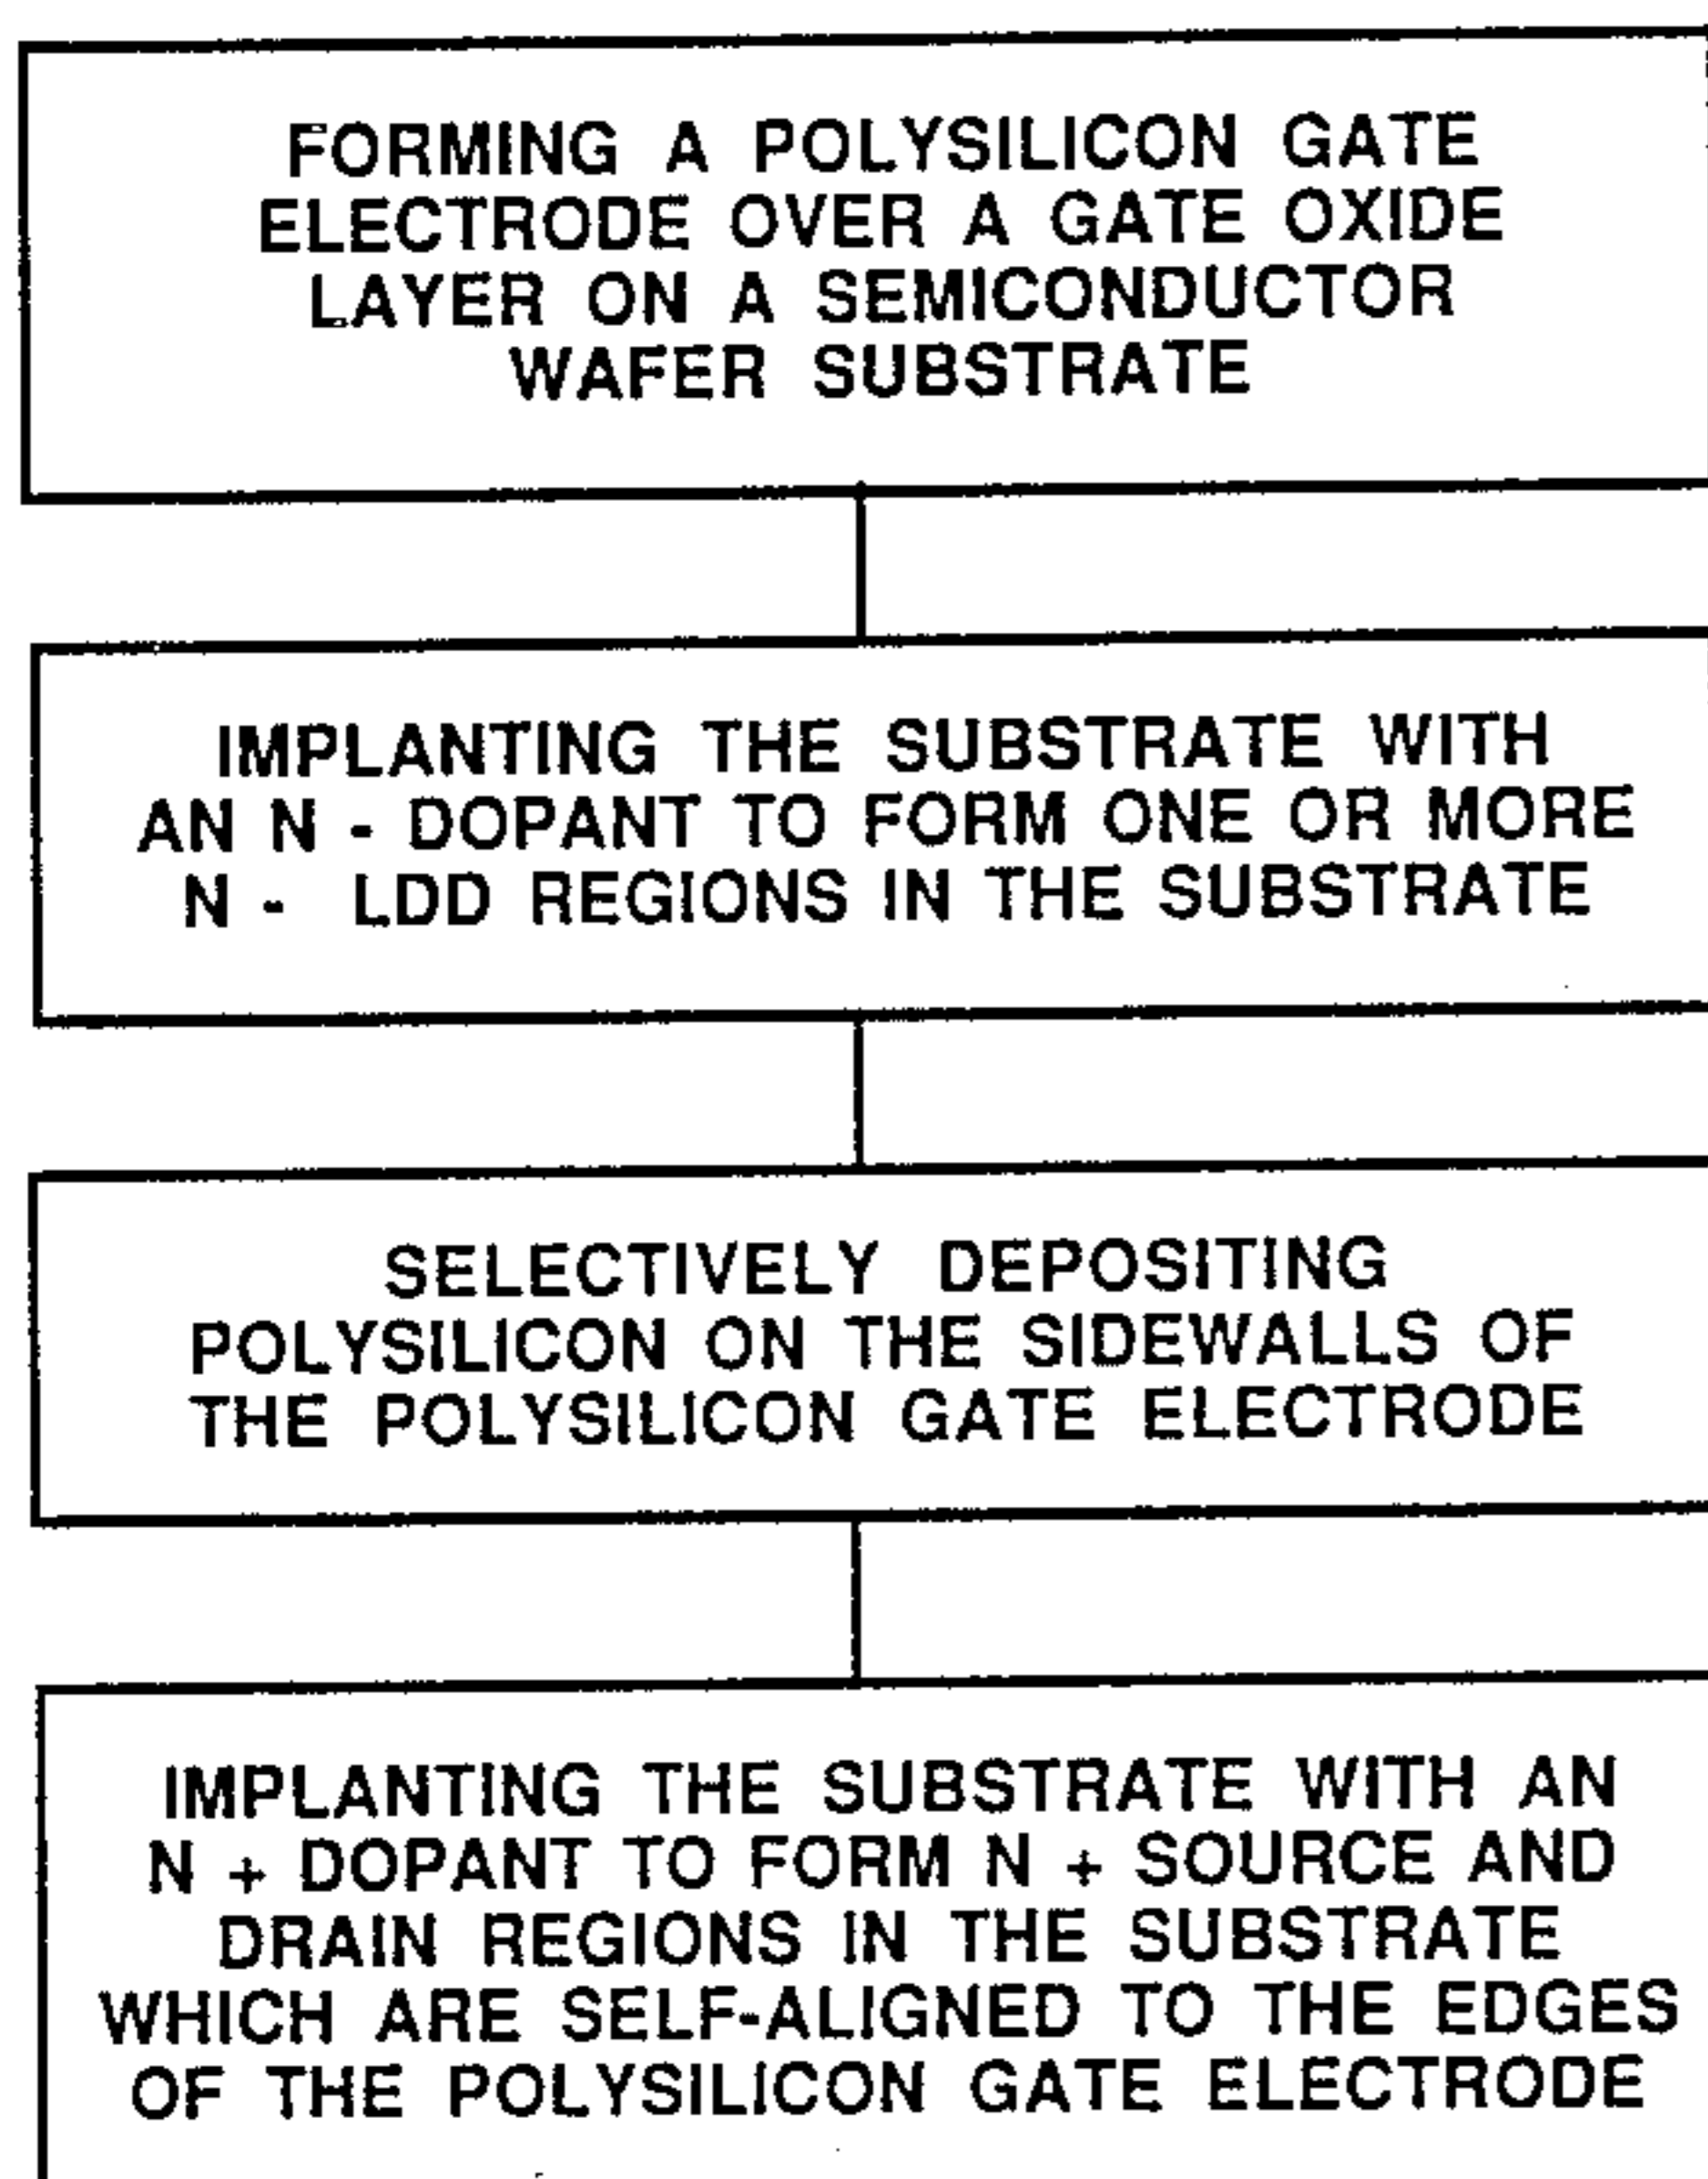 FORMING A POLYSILICON GATE
ELECTRODE OVER A GATE OXIDE
LAYER ON A SEMICONDUCTOR
WAFER SUBSTRATE
IMPLANTING THE SUBSTRATE WITH
AN N - DOPANT TO FORM ONE OR MORE
N - LDD REGIONS IN THE SUBSTRATE
SELECTIVELY DEPOSITING
POLYSILICON ON THE SIDEWALLS OF
THE POLYSILICON GATE ELECTRODE
IMPLANTING THE SUBSTRATE WITH AN
N + DOPANT TO FORM N + SOURCE AND
DRAIN REGIONS IN THE SUBSTRATE
WHICH ARE SELF-ALIGNED TO THE EDGES
OF THE POLYSILICON GATE ELECTRODE